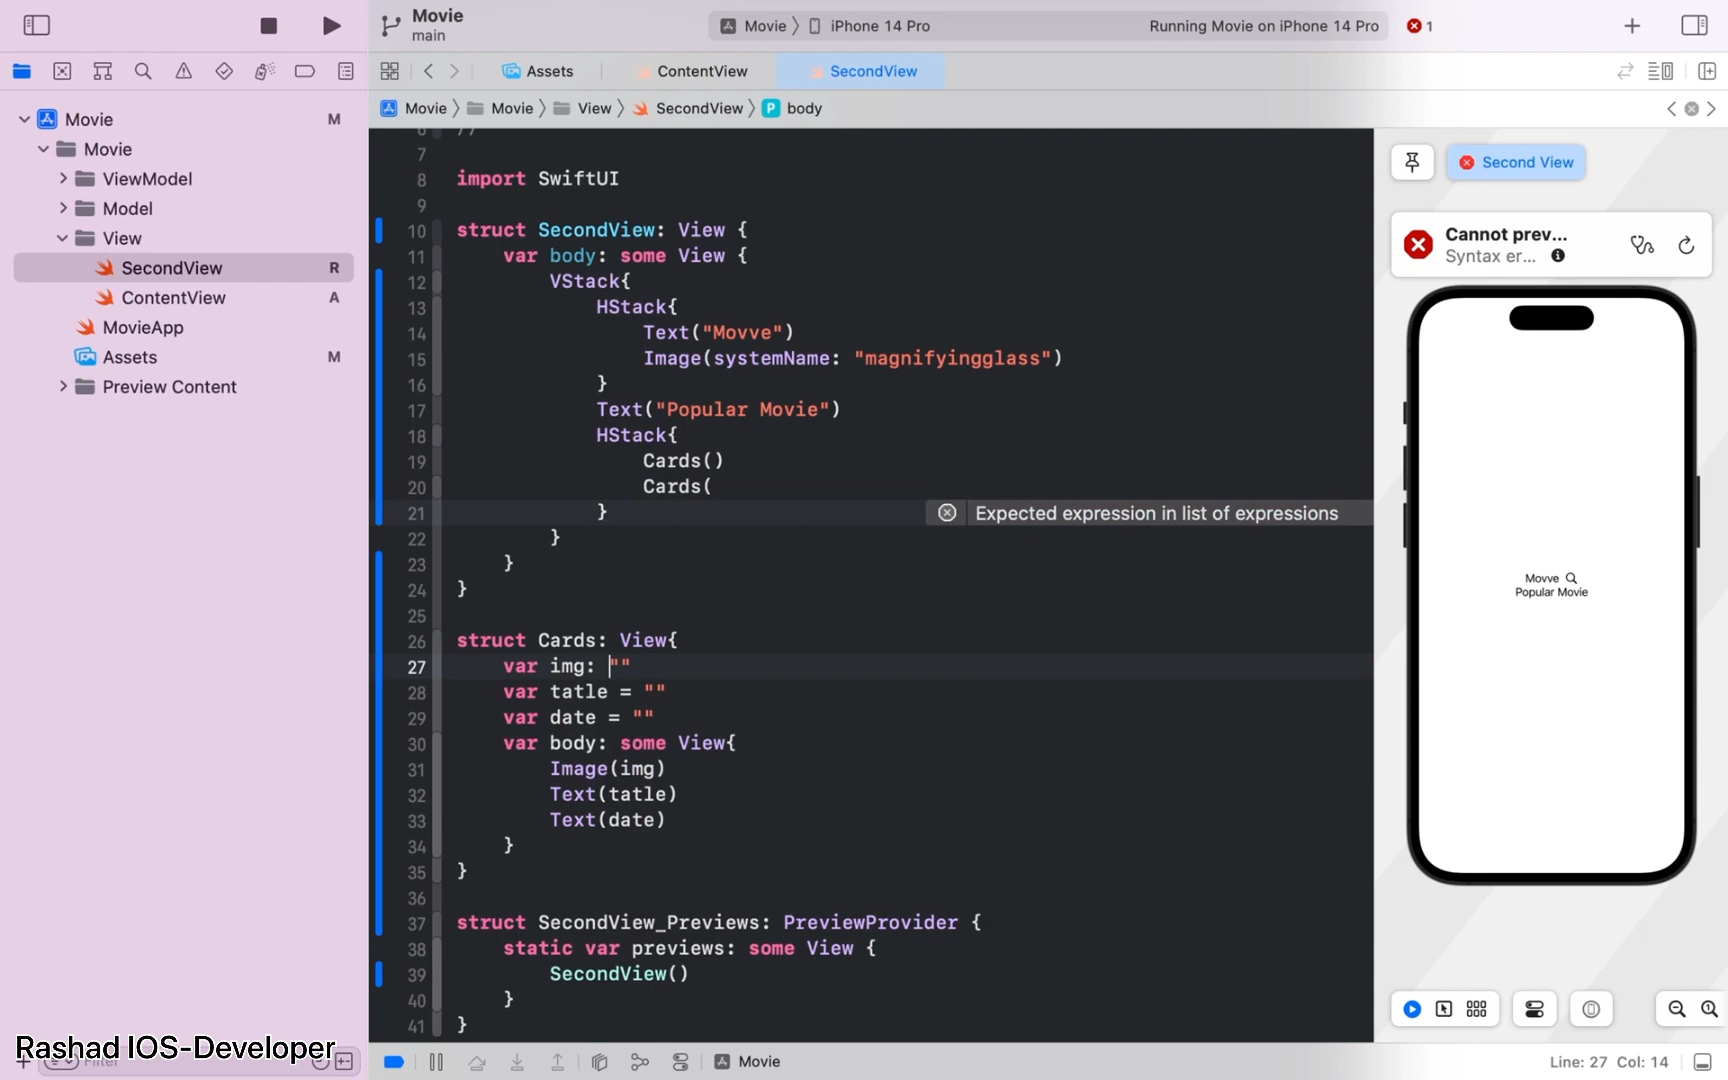 Movie
main
Movie 〉 iPhone 14 Pro
Running Movie on iPhone 14 Pro
1
Assets
ContentView
SecondView
Movie 〉 Movie 〉 View 〉 SecondView 〉 P body
Movie M
Movie
ViewModel
Model
View
SecondView R
ContentView A
MovieApp
Assets M
Preview Content
6 //
7
8 import SwiftUI
9
10 struct SecondView: View {
11 var body: some View {
12 VStack{
13 HStack{
14 Text("Movve")
15 Image(systemName: "magnifyingglass")
16 }
17 Text("Popular Movie")
18 HStack{
19 Cards()
20 Cards(
21 } Expected expression in list of expressions
22 }
23 }
24 }
25
26 struct Cards: View{
27 var img: ""
28 var tatle = ""
29 var date = ""
30 var body: some View{
31 Image(img)
32 Text(tatle)
33 Text(date)
34 }
35 }
36
37 struct SecondView_Previews: PreviewProvider {
38 static var previews: some View {
39 SecondView()
40 }
41 }
Second View
Cannot prev...
Syntax er...
Movve
Popular Movie
Rashad IOS-Developer
Filter
Movie
Line: 27 Col: 14